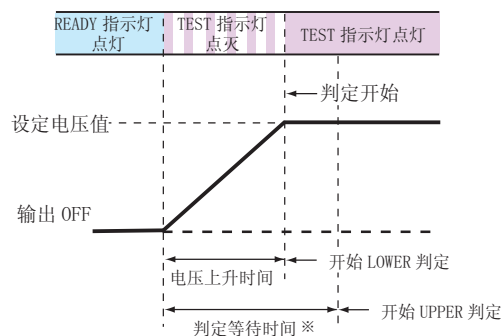 READY 指示灯
点灯
TEST 指示灯
点灭
TEST 指示灯点灯
判定开始
设定电压值
输出 OFF
开始 LOWER 判定
电压上升时间
开始 UPPER 判定
判定等待时间※